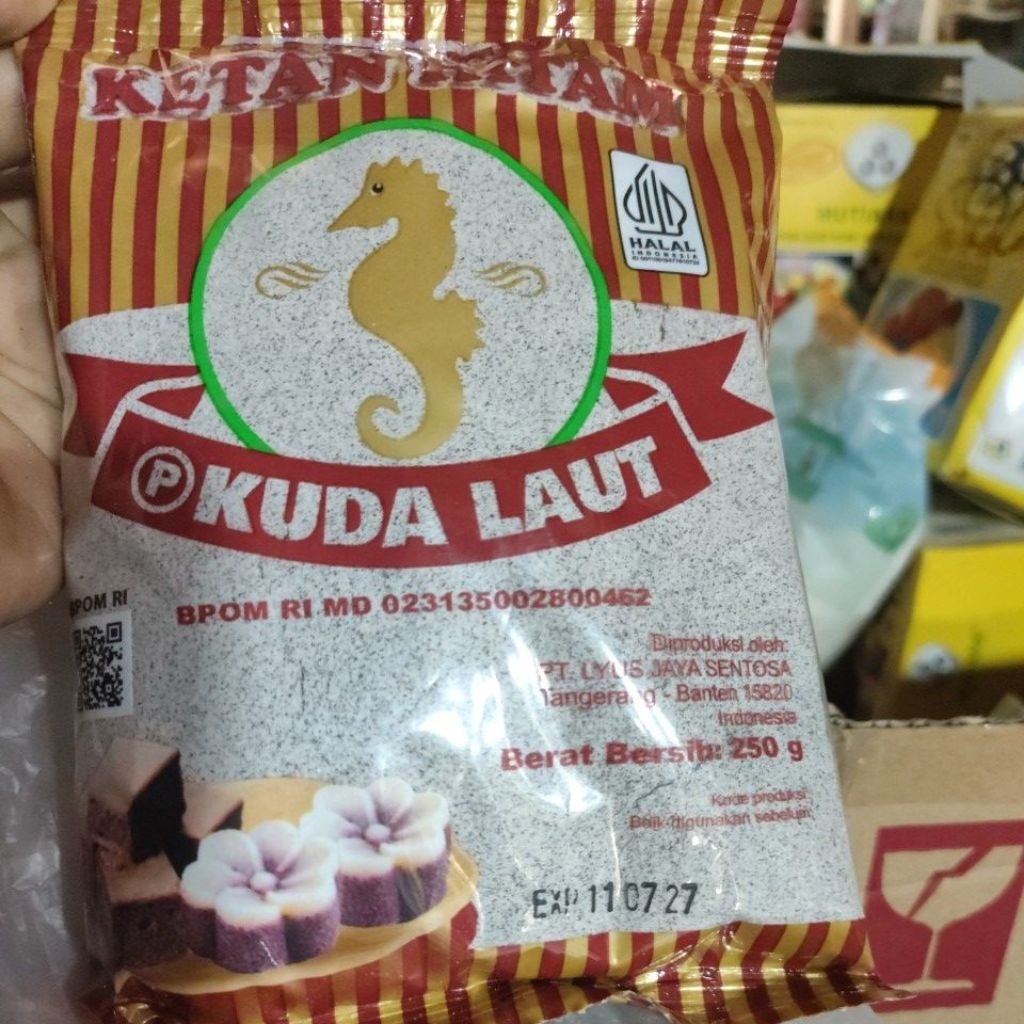 KETAN HITAM
HALAL
INDONESIA
P KUDA LAUT
BPOM RI
BPOM RI MD 023135002800462
Diproduksi oleh:
PT. LYUS JAYA SENTOSA
Tangerang - Banten 15820
Indonesia
Berat Bersih: 250 g
Kode produksi
Baik digunakan sebelum:
EXP 11 07 27